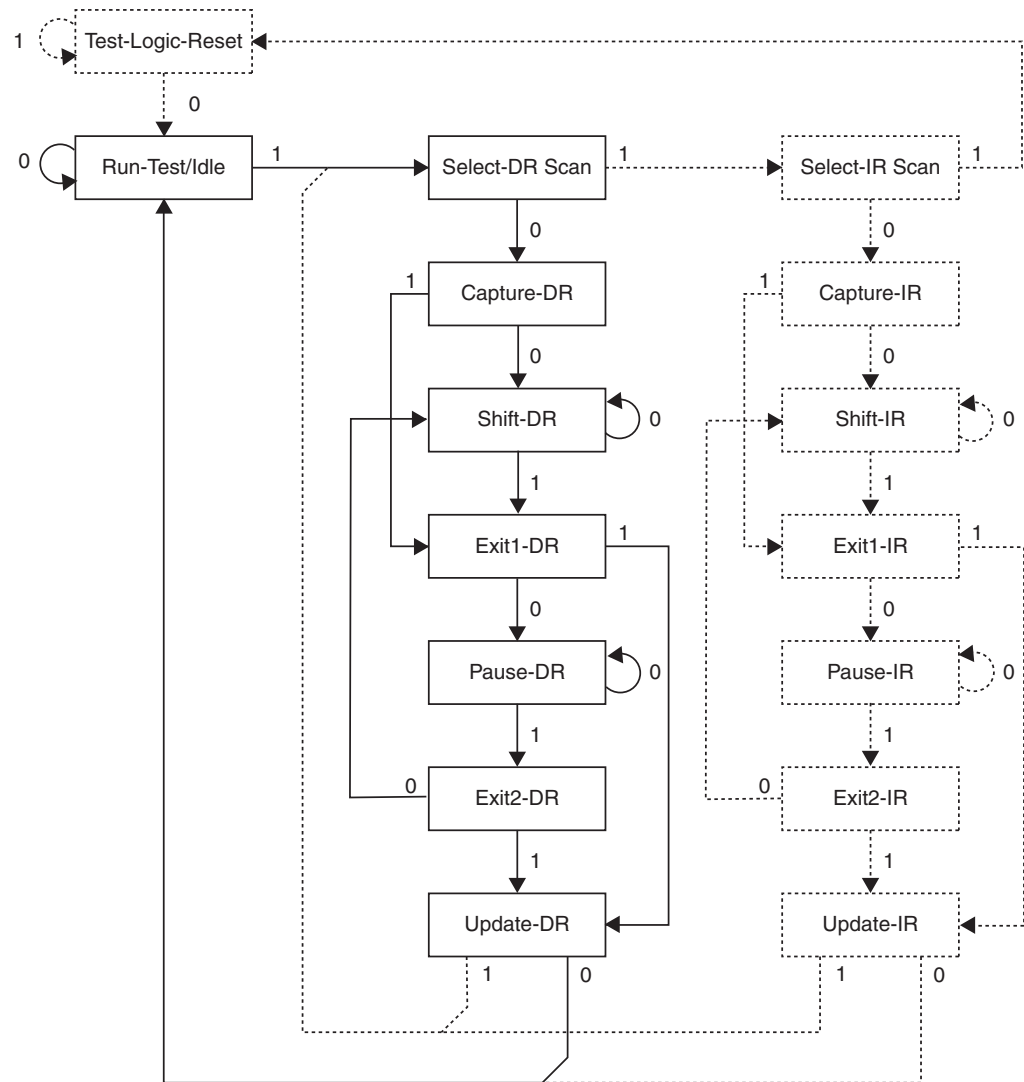 1
Test-Logic-Reset
0
0
Run-Test/Idle
1
Select-DR Scan
1
Select-IR Scan
1
0
0
1
Capture-DR
1
Capture-IR
0
0
Shift-DR
0
Shift-IR
0
1
1
Exit1-DR
1
Exit1-IR
1
0
0
Pause-DR
0
Pause-IR
0
1
1
0
Exit2-DR
0
Exit2-IR
1
1
Update-DR
Update-IR
1
0
1
0